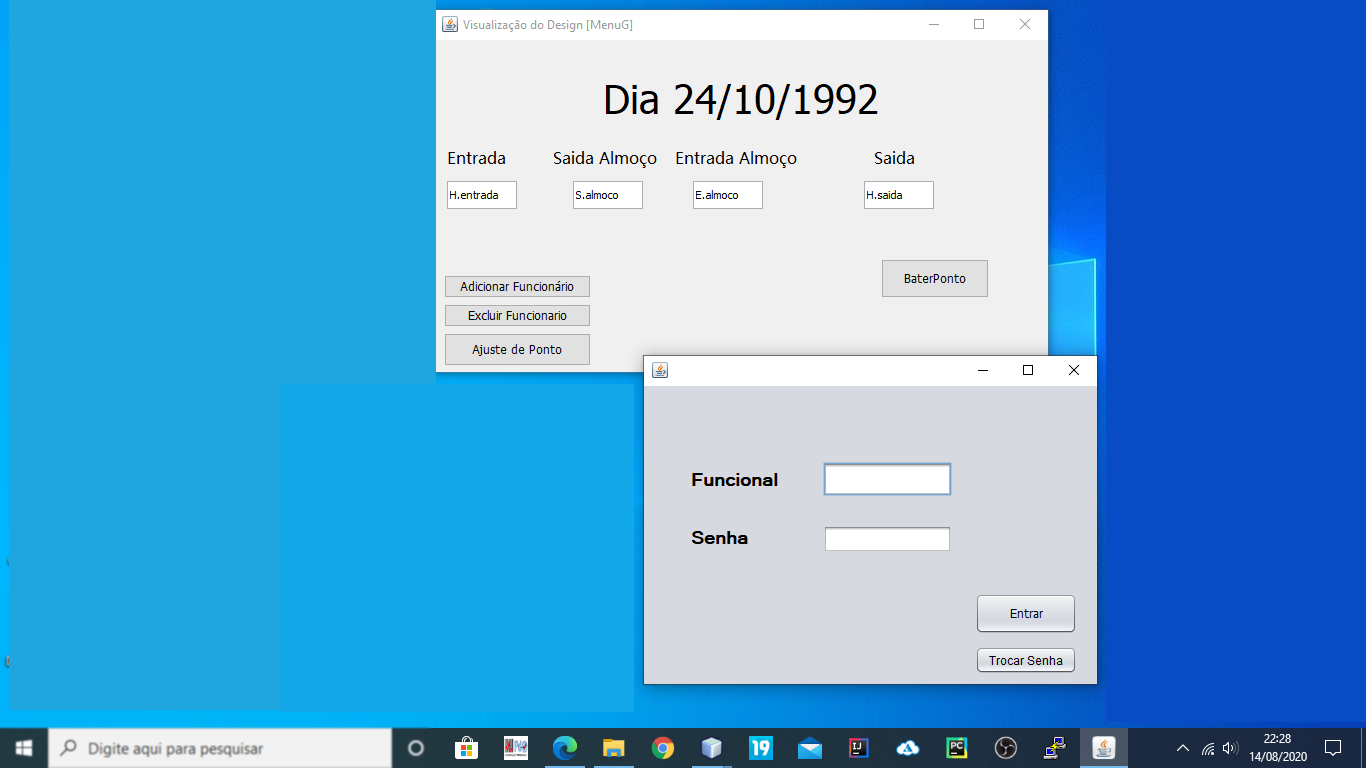 Visualização do Design [MenuG]
Dia 24/10/1992
Entrada Saida Almoço Entrada Almoço Saida
H.entrada S.almoco E.almoco H.saida
BaterPonto
Adicionar Funcionário
Excluir Funcionario
Ajuste de Ponto
Funcional
Senha
Entrar
Trocar Senha
Digite aqui para pesquisar
19
IJ
PC
22:28
14/08/2020